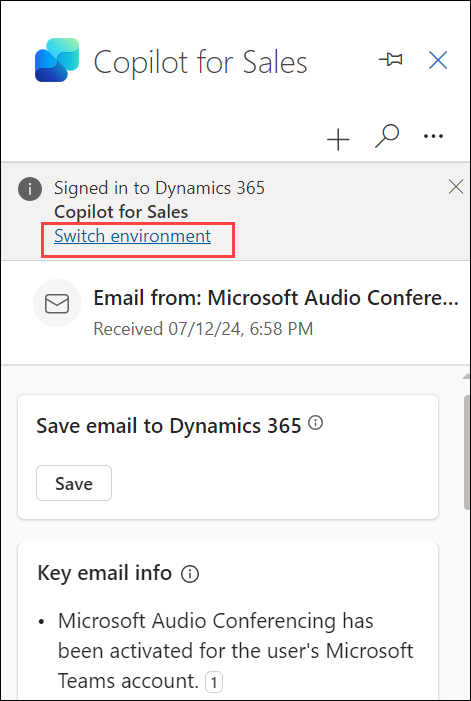 Copilot for Sales
Signed in to Dynamics 365
Copilot for Sales
Switch environment
Email from: Microsoft Audio Confere...
Received 07/12/24, 6:58 PM
Save email to Dynamics 365
Save
Key email info
• Microsoft Audio Conferencing has
been activated for the user's Microsoft
Teams account. 1